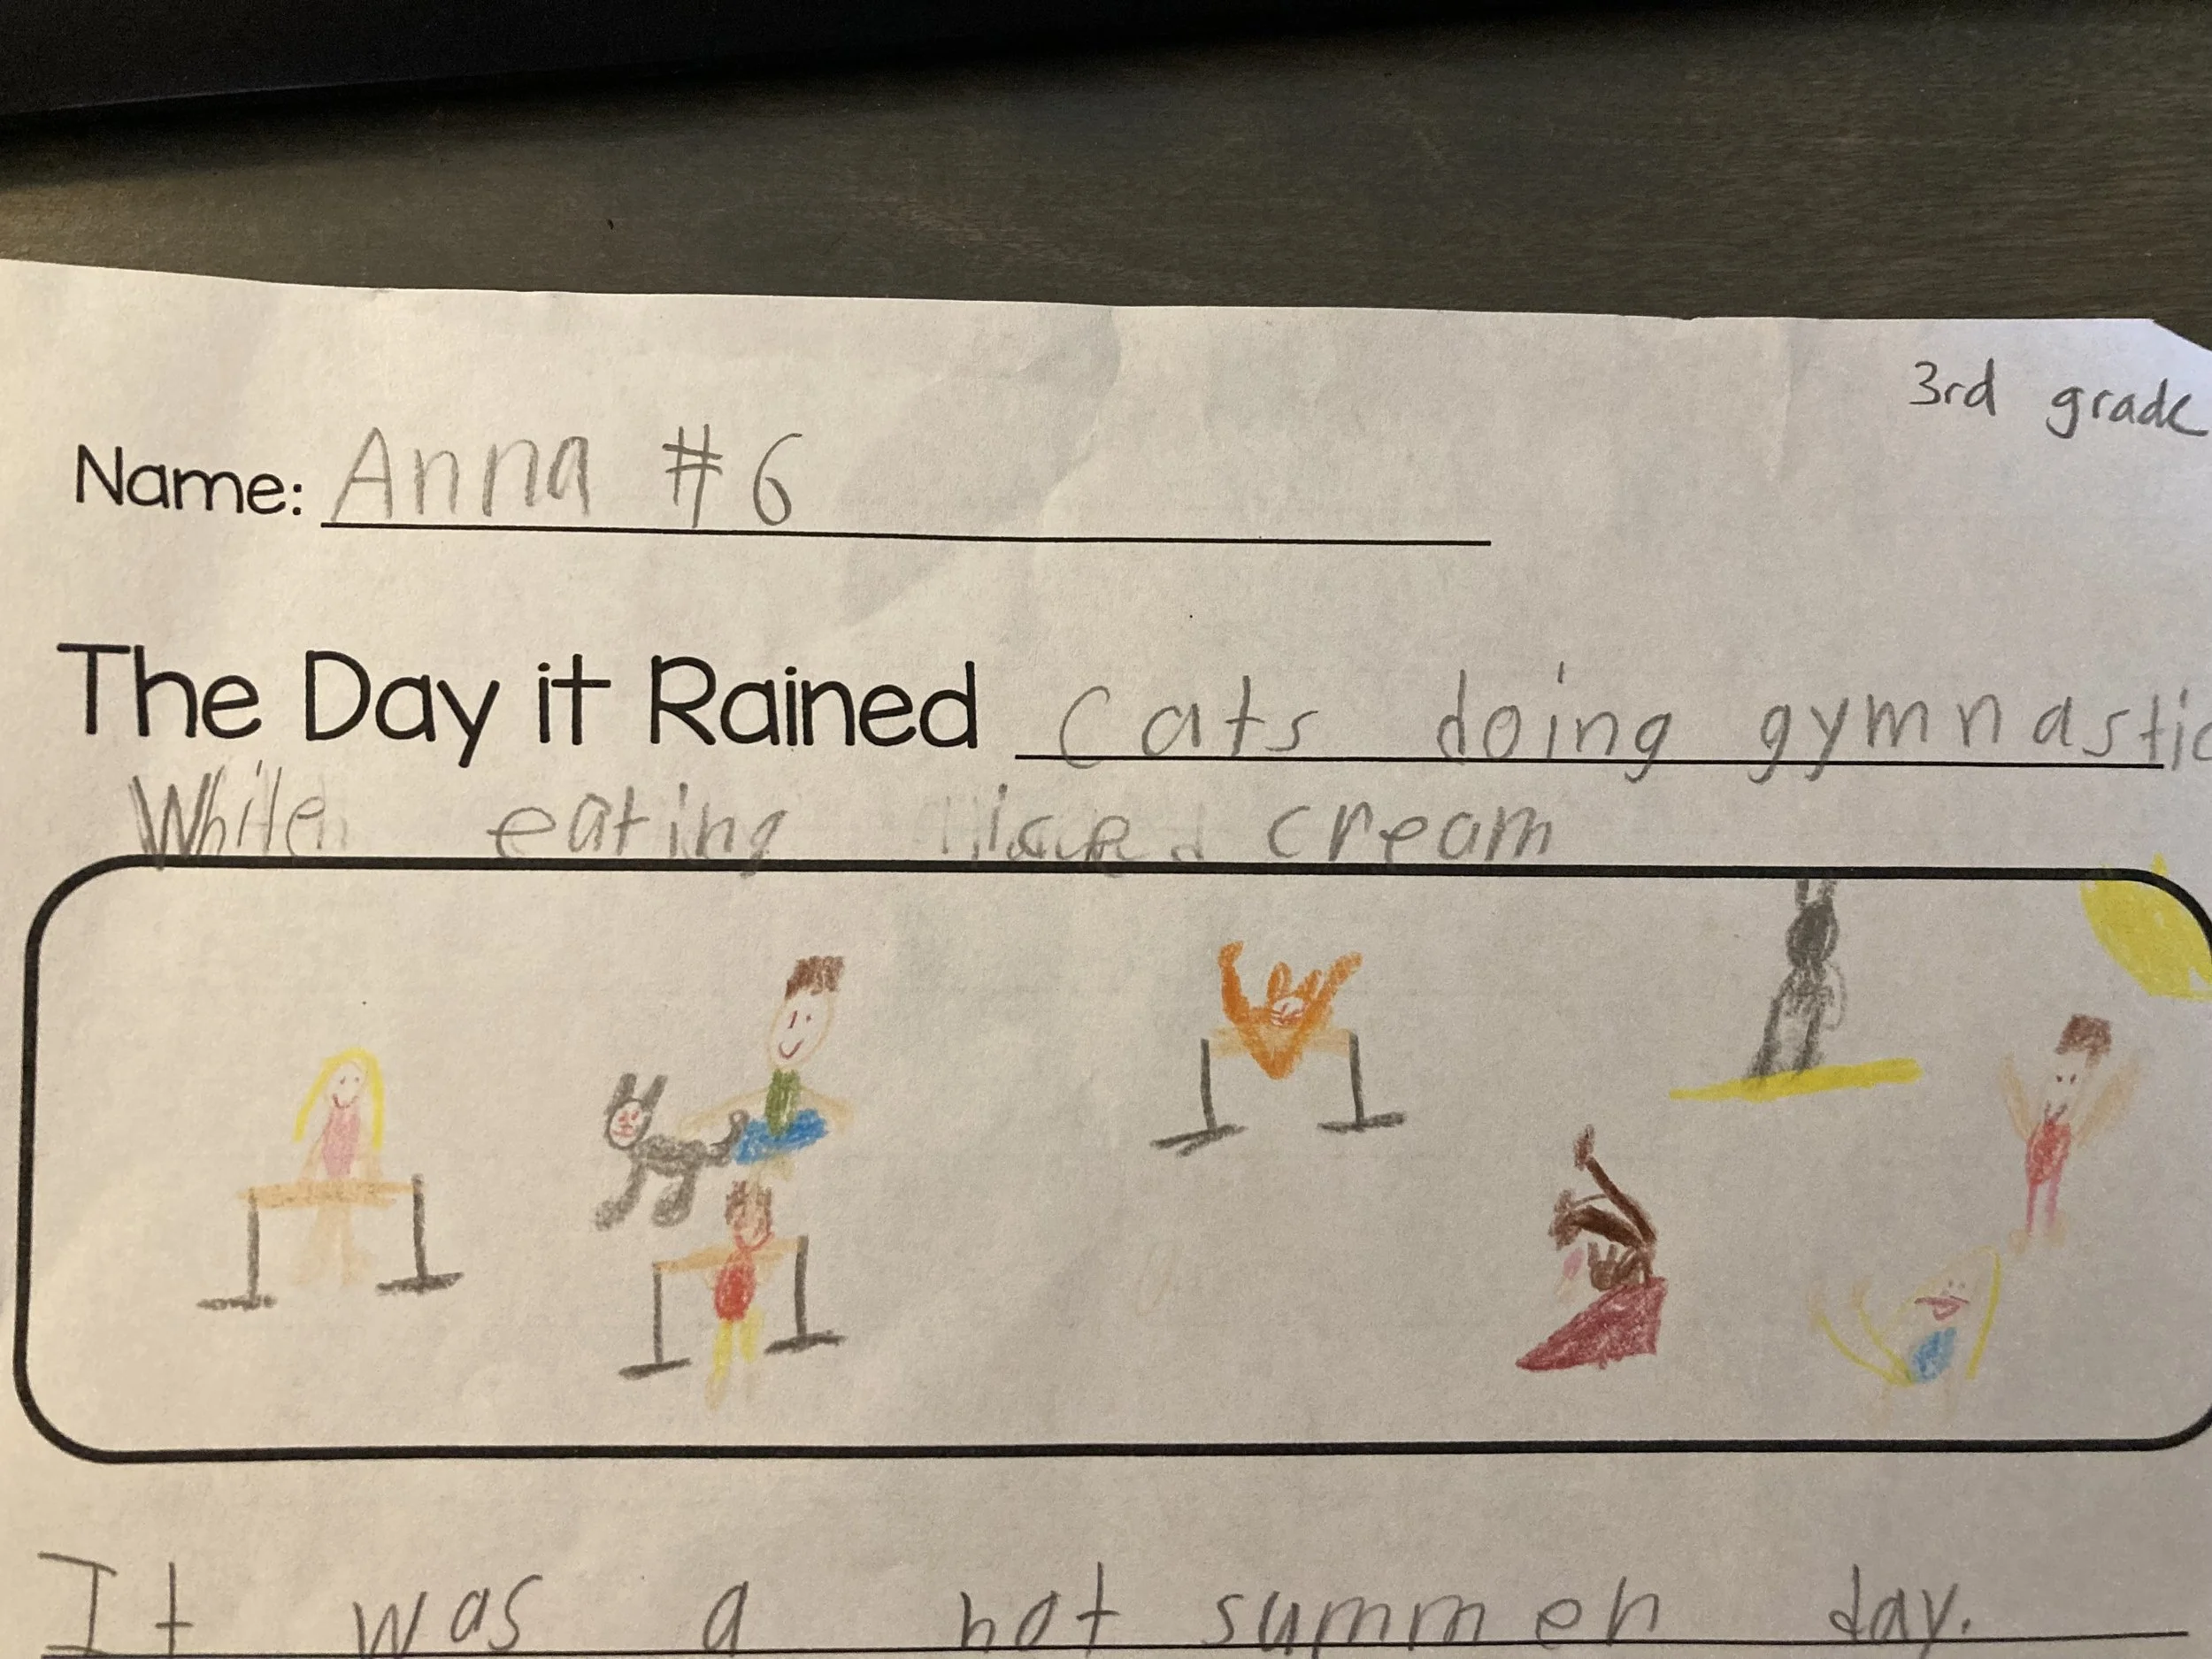 3rd grade
Name: Anna #6
The Day it Rained cats doing gymnastic
While eating ice cream
It was a hot summer day.